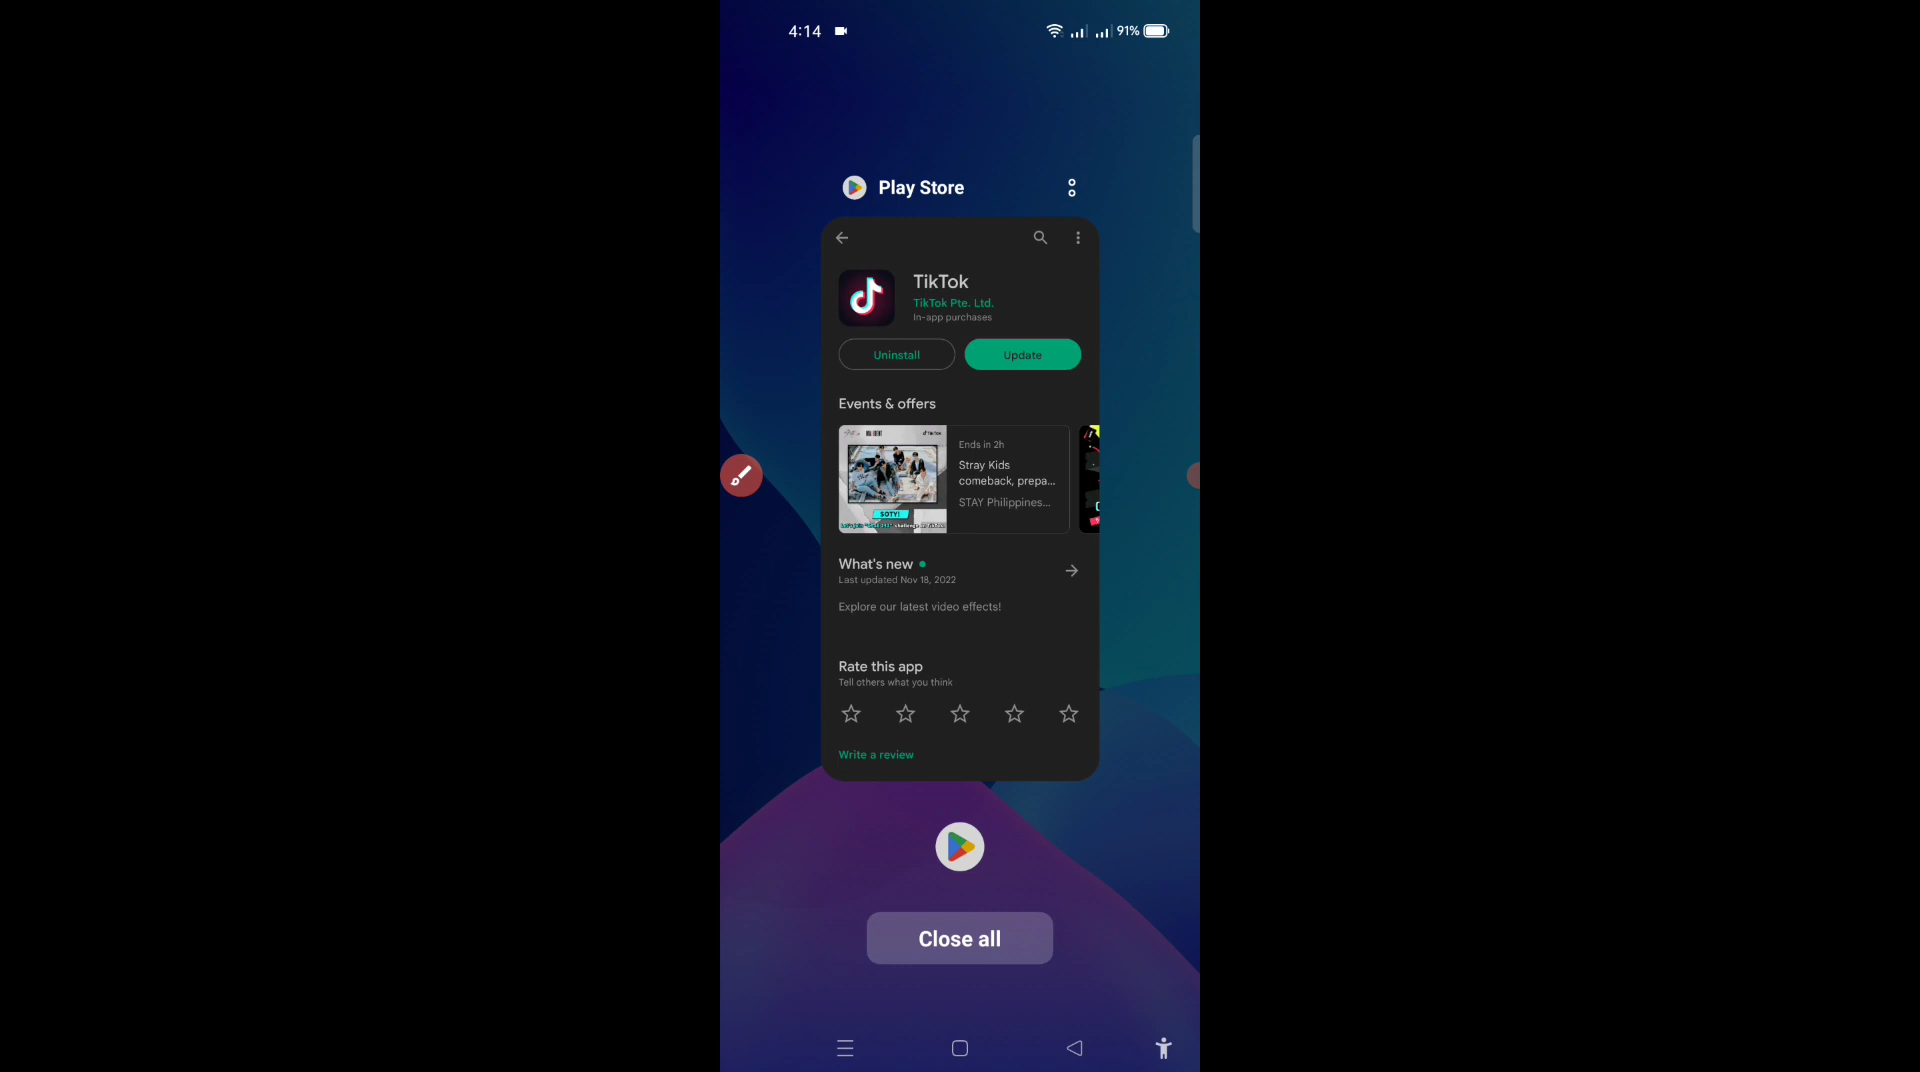 4:14
91%
Play Store
TikTok
TikTok Pte. Ltd.
In-app purchases
Uninstall
Update
Events & offers
TikTok
SOTY!
Ends in 2h
Stray Kids
comeback, prepa...
STAY Philippines...
What's new
Last updated Nov 18, 2022
Explore our latest video effects!
Rate this app
Tell others what you think
Write a review
Close all